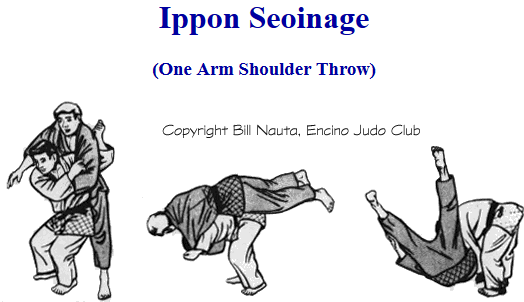 Ippon Seoinage
(One Arm Shoulder Throw)
Copyright Bill Nauta, Encino Judo Club